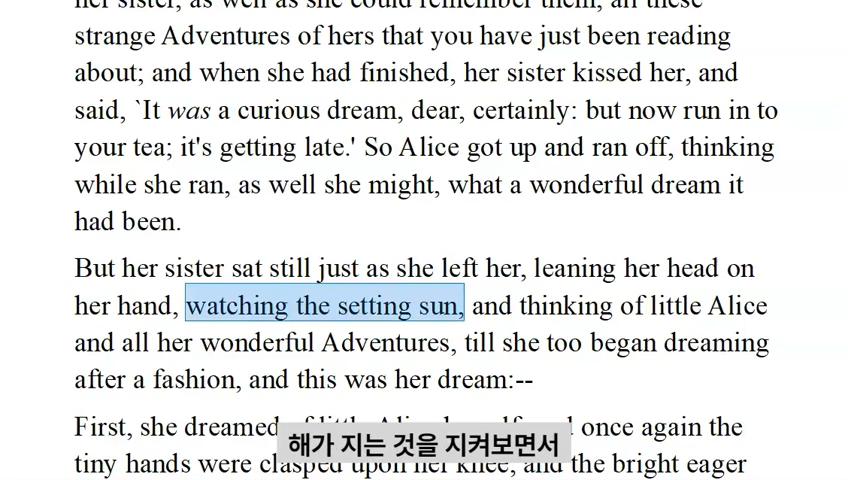 her sister, as well as she could remember them, all these
strange Adventures of hers that you have just been reading
about; and when she had finished, her sister kissed her, and
said, `It was a curious dream, dear, certainly: but now run in to
your tea; it's getting late.' So Alice got up and ran off, thinking
while she ran, as well she might, what a wonderful dream it
had been.
But her sister sat still just as she left her, leaning her head on
her hand, watching the setting sun, and thinking of little Alice
and all her wonderful Adventures, till she too began dreaming
after a fashion, and this was her dream:--
First, she dreamed of little Alice once again the
해가 지는 것을 지켜보면서
tiny hands were clasped upon her knee, and the bright eager